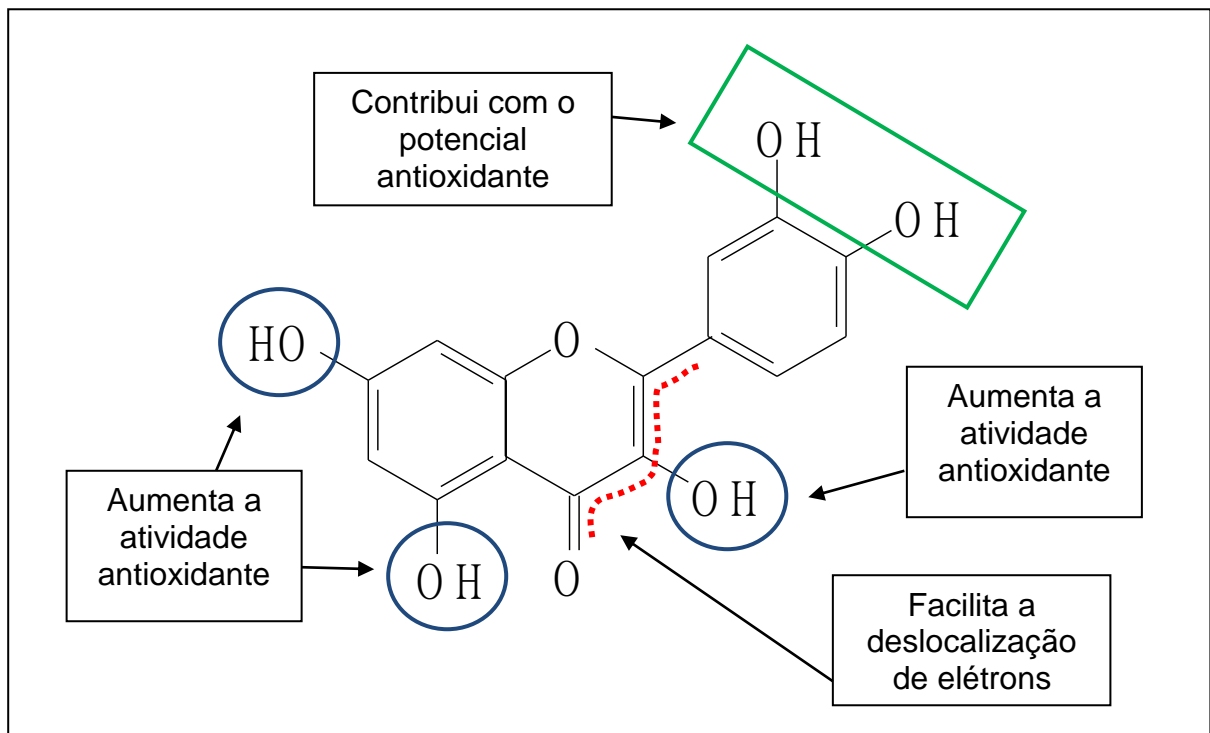 Contribui com o
potencial
antioxidante
OH
OH
HO
O
Aumenta a
atividade
antioxidante
OH
Aumenta a
atividade
antioxidante
OH
O
Facilita a
deslocalização
de elétrons